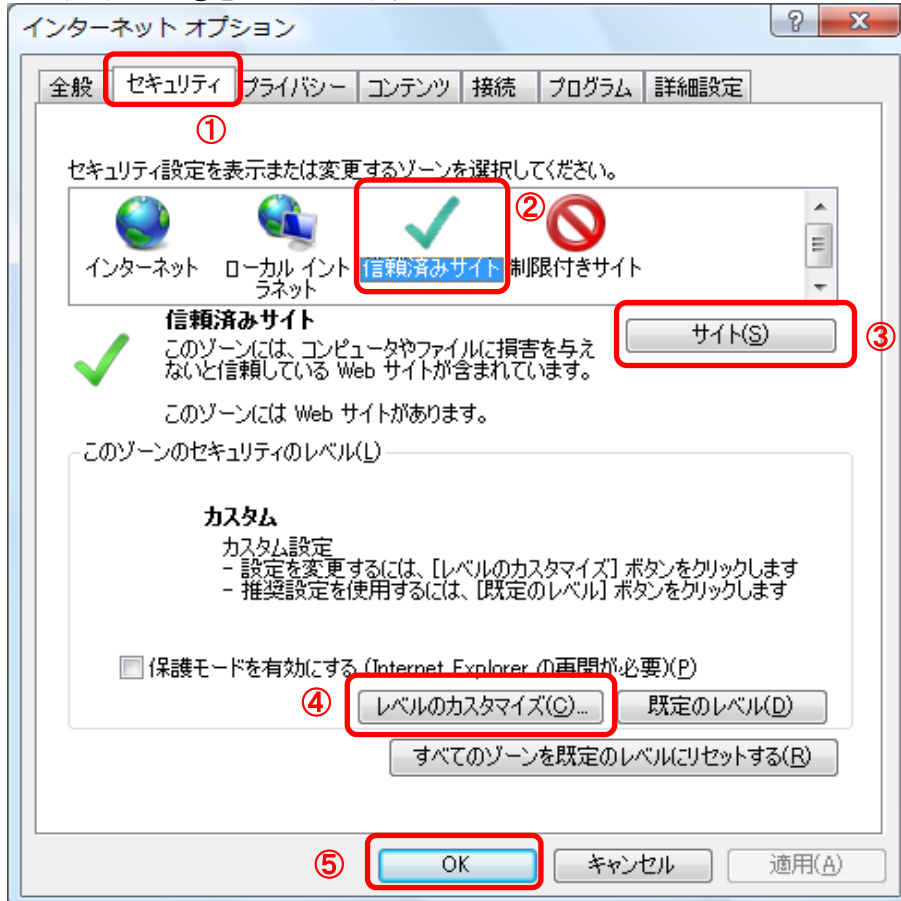 インターネット オプション
全般 セキュリティ プライバシー コンテンツ 接続 プログラム 詳細設定
①
セキュリティ設定を表示または変更するゾーンを選択してください。
②
インターネット
ローカル イント
ラネット
信頼済みサイト
制限付きサイト
信頼済みサイト
サイト(S)
③
このゾーンには、コンピュータやファイルに損害を与え
ないと信頼している Web サイトが含まれています。
このゾーンには Web サイトがあります。
このゾーンのセキュリティのレベル(L)
カスタム
カスタム設定
- 設定を変更するには、[レベルのカスタマイズ] ボタンをクリックします
- 推奨設定を使用するには、[既定のレベル] ボタンをクリックします
保護モードを有効にする (Internet Explorer の再開が必要)(P)
④
レベルのカスタマイズ(C)...
既定のレベル(D)
すべてのゾーンを既定のレベルにリセットする(R)
⑤
OK
キャンセル
適用(A)